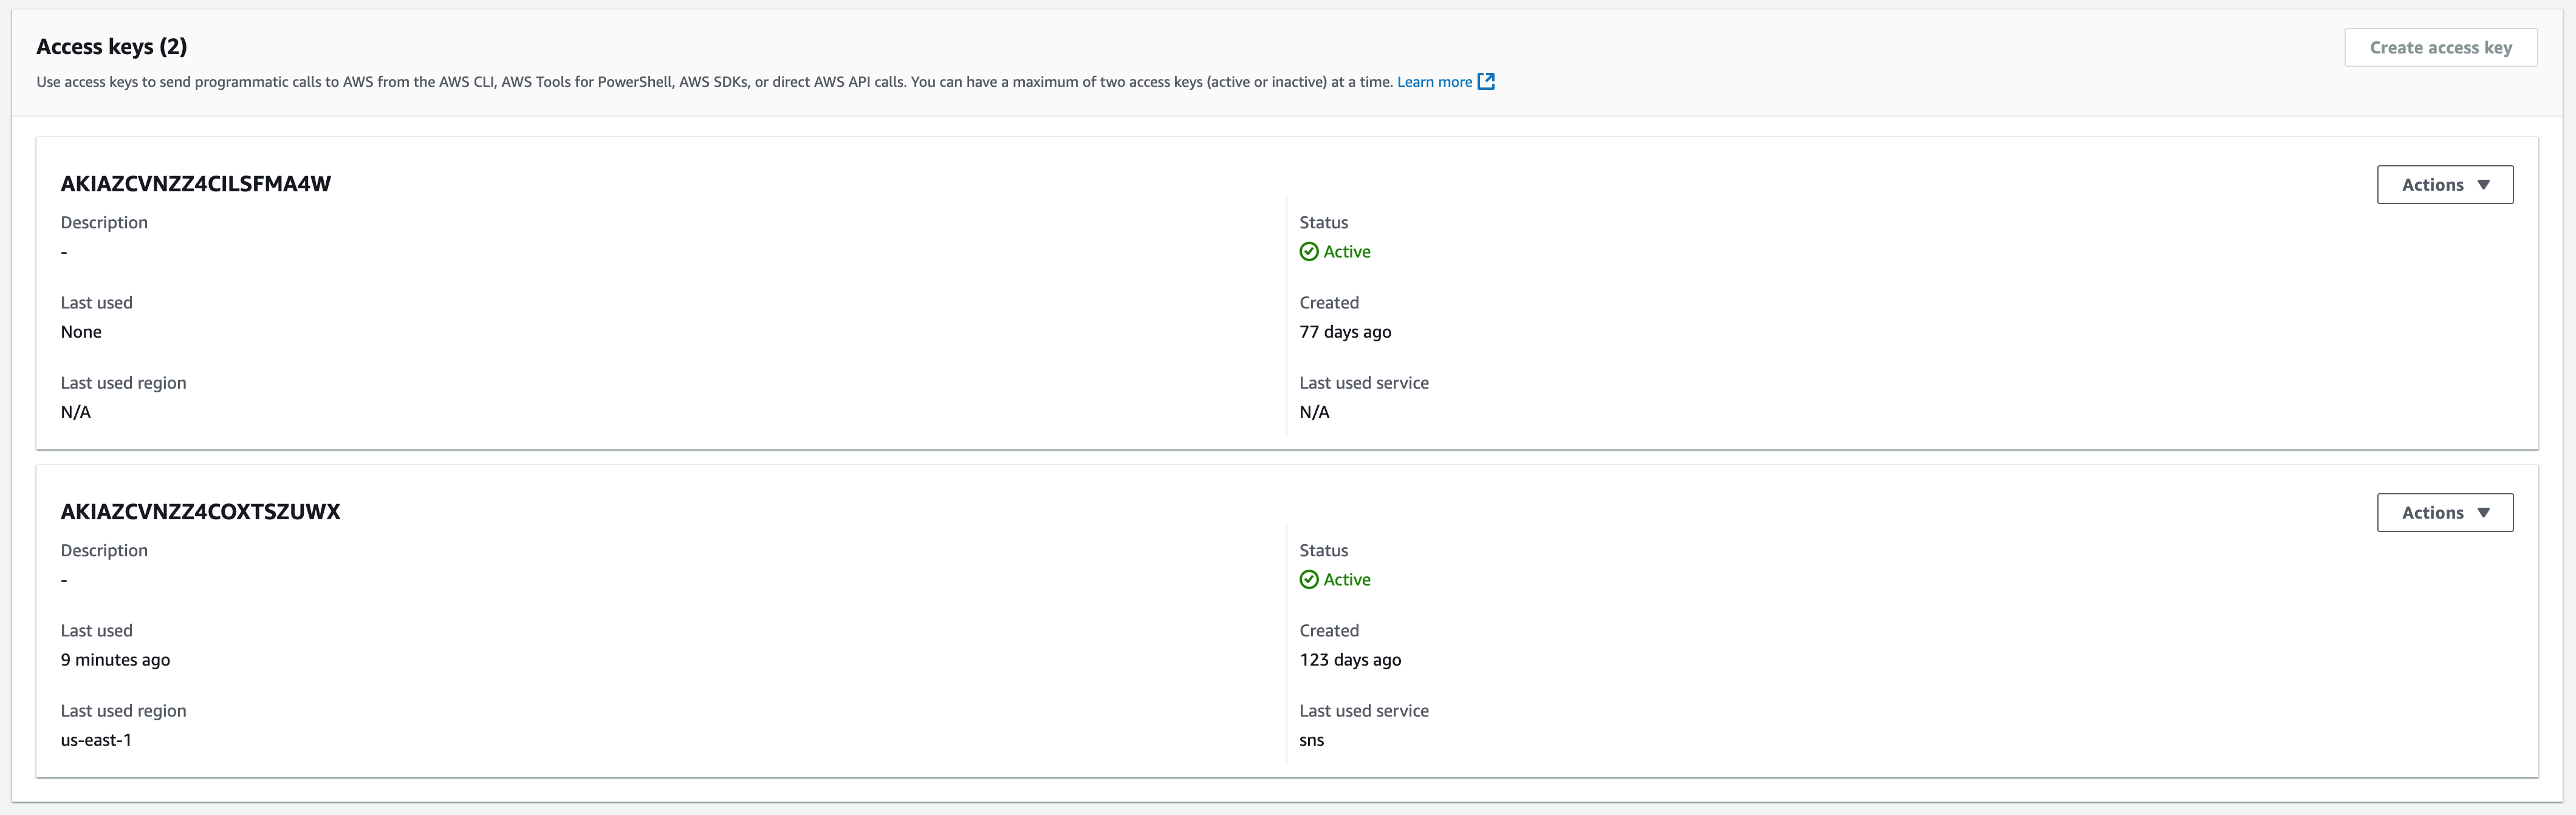 Access keys (2)
Create access key
Use access keys to send programmatic calls to AWS from the AWS CLI, AWS Tools for PowerShell, AWS SDKs, or direct AWS API calls. You can have a maximum of two access keys (active or inactive) at a time. Learn more
AKIAZCVNZZ4CILSFMA4W
Actions
Description
-
Status
Active
Last used
None
Created
77 days ago
Last used region
N/A
Last used service
N/A
AKIAZCVNZZ4COXTSZUWX
Actions
Description
-
Status
Active
Last used
9 minutes ago
Created
123 days ago
Last used region
us-east-1
Last used service
sns